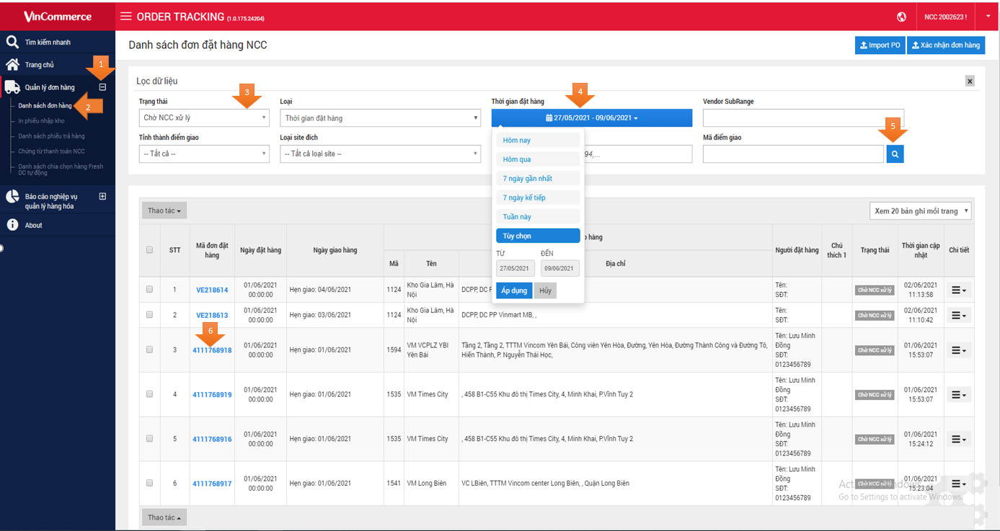 VinCommerce
ORDER TRACKING (1.0.175.24204)
NCC 2002623 !
Tìm kiếm nhanh
Trang chủ
Quản lý đơn hàng
Danh sách đơn hàng
In phiếu nhập kho
Danh sách phiếu trả hàng
Chứng từ thanh toán NCC
Danh sách chia chọn hàng Fresh
DC tự động
Báo cáo nghiệp vụ
quản lý hàng hóa
About
1
2
Danh sách đơn đặt hàng NCC
Import PO
Xác nhận đơn hàng
Lọc dữ liệu
x
3
4
5
Trạng thái
Loại
Thời gian đặt hàng
Vendor SubRange
Chờ NCC xử lý
Thời gian đặt hàng
27/05/2021 - 09/06/2021
Tỉnh thành điểm giao
Loại site đích
Mã điểm giao
-- Tất cả --
-- Tất cả loại site --
94,...
Hôm nay
Hôm qua
7 ngày gần nhất
7 ngày kế tiếp
Tuần này
Tùy chọn
TỪ
ĐẾN
27/05/2021
09/06/2021
Áp dụng
Hủy
Thao tác
Xem 20 bản ghi mỗi trang
STT
Mã đơn đặt
hàng
Ngày đặt hàng
Ngày giao hàng
hàng
Mã
Tên
Địa chỉ
Người đặt hàng
Chú
thích 1
Trạng thái
Thời gian cập
nhật
Chi tiết
1
VE218614
01/06/2021
00:00:00
Hẹn giao: 04/06/2021
1124
Kho Gia Lâm, Hà
Nội
DCPP, DC
Tên:
SĐT:
Chờ NCC xử lý
02/06/2021
11:13:58
2
VE218613
01/06/2021
00:00:00
Hẹn giao: 03/06/2021
1124
Kho Gia Lâm, Hà
Nội
DCPP, DC PP Vinmart MB, ,
Tên:
SĐT:
Chờ NCC xử lý
02/06/2021
11:10:42
6
3
4111768918
01/06/2021
00:00:00
Hẹn giao: 01/06/2021
1594
VM VCPLZ YBI
Yên Bái
Tầng 2, Tầng 2, TTTM Vincom Yên Bái, Công viên Yên Hòa, Đường, Yên Hòa, Đường Thành Công và Đường Tô,
Hiến Thành, P. Nguyễn Thái Học,
Tên: Lưu Minh
Đồng
SĐT:
0123456789
Chờ NCC xử lý
01/06/2021
15:53:07
4
4111768919
01/06/2021
00:00:00
Hẹn giao: 01/06/2021
1535
VM Times City
, 458 B1-C55 Khu đô thị Times City, 4, Minh Khai, P.Vĩnh Tuy 2
Tên: Lưu Minh
Đồng
SĐT:
0123456789
Chờ NCC xử lý
01/06/2021
15:53:07
5
4111768916
01/06/2021
00:00:00
Hẹn giao: 01/06/2021
1535
VM Times City
, 458 B1-C55 Khu đô thị Times City, 4, Minh Khai, P.Vĩnh Tuy 2
Tên: Lưu Minh
Đồng
SĐT:
0123456789
Chờ NCC xử lý
01/06/2021
15:24:12
6
4111768917
01/06/2021
00:00:00
Hẹn giao: 01/06/2021
1541
VM Long Biên
VC LBiên, TTTM Vincom center Long Biên, , Quận Long Biên
Tên: Lưu Minh
Đồng
SĐT:
0123456789
Chờ NCC xử lý
01/06/2021
15:23:04
Go to Settings to activate Windows.
Thao tác